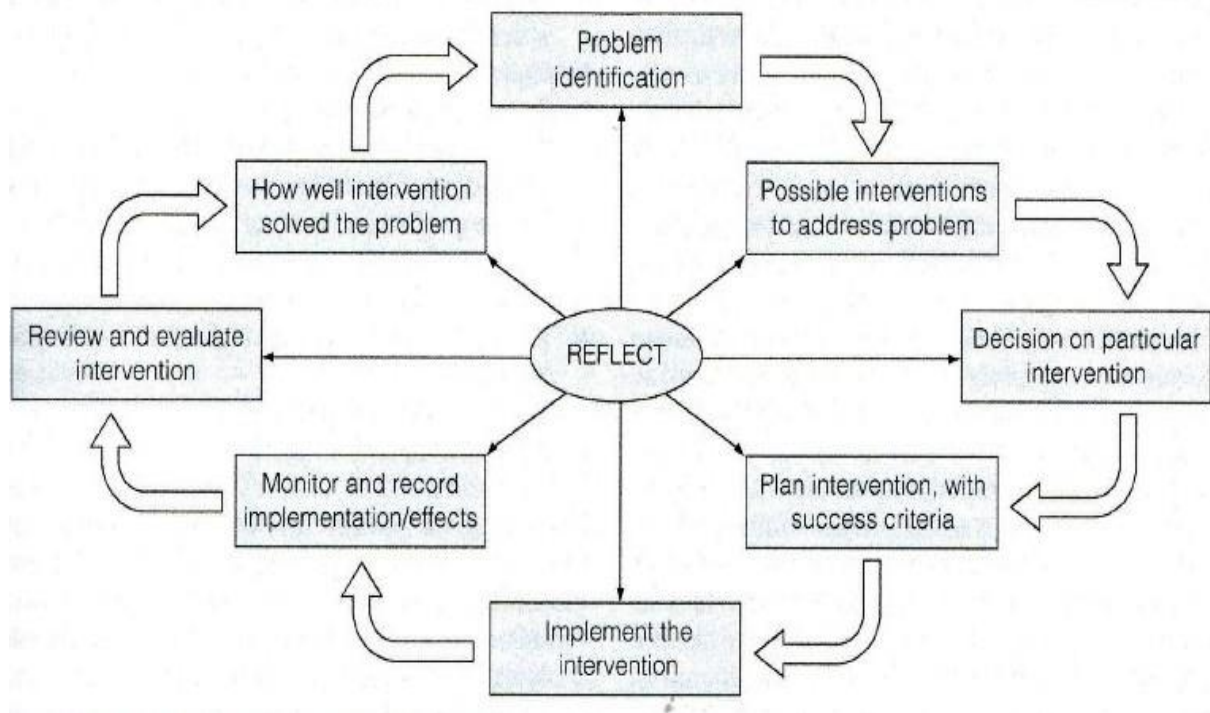 Problem
identification
How well intervention
solved the problem
Possible interventions
to address problem
Review and evaluate
intervention
REFLECT
Decision on particular
intervention
Monitor and record
implementation/effects
Plan intervention, with
success criteria
Implement the
intervention